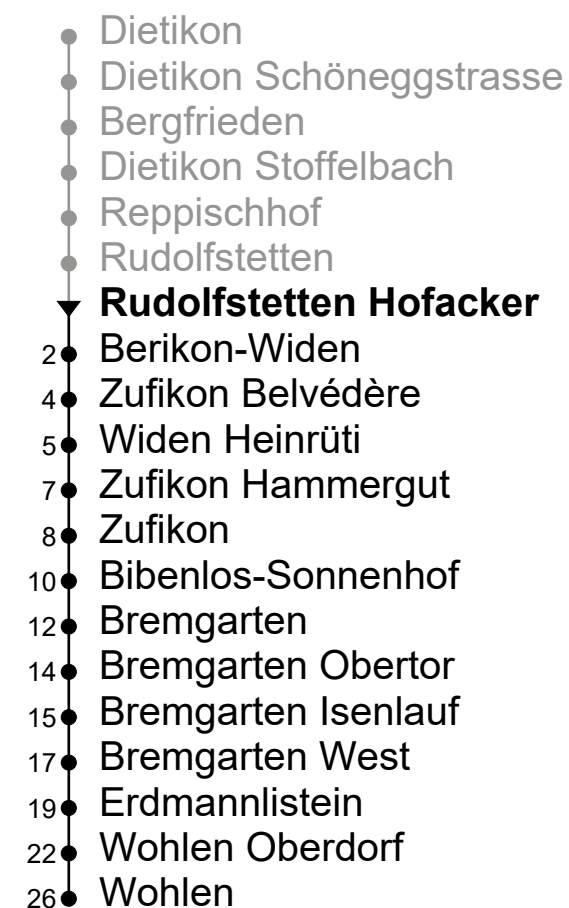 Dietikon
Dietikon Schöneggstrasse
Bergfrieden
Dietikon Stoffelbach
Reppischhof
Rudolfstetten
Rudolfstetten Hofacker
2 Berikon-Widen
4 Zufikon Belvédère
5 Widen Heinrüti
7 Zufikon Hammergut
8 Zufikon
10 Bibenlos-Sonnenhof
12 Bremgarten
14 Bremgarten Obertor
15 Bremgarten Isenlauf
17 Bremgarten West
19 Erdmannlistein
22 Wohlen Oberdorf
26 Wohlen